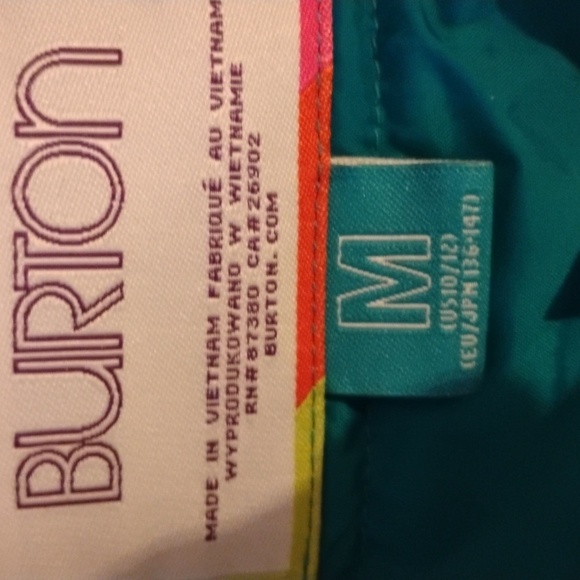 BURTON
MADE IN VIETNAM FABRIQUÉ AU VIETNAM
WYPRODUKOWANO W WIETNAMIE
RN#87380 CA#26902
BURTON.COM
M
(US10/12)
(EU/JPN136-147)